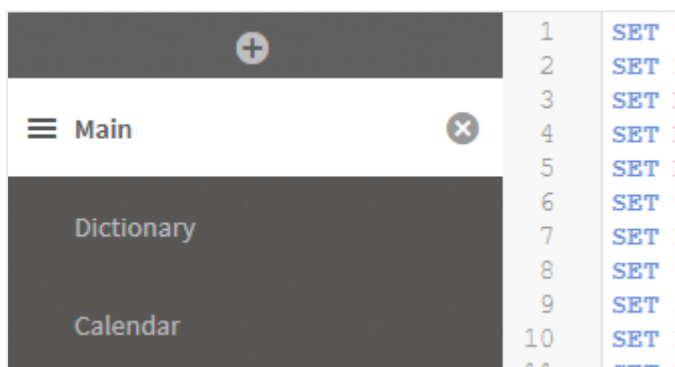 Main
Dictionary
Calendar
1 SET
2 SET
3 SET
4 SET
5 SET
6 SET
7 SET
8 SET
9 SET
10 SET